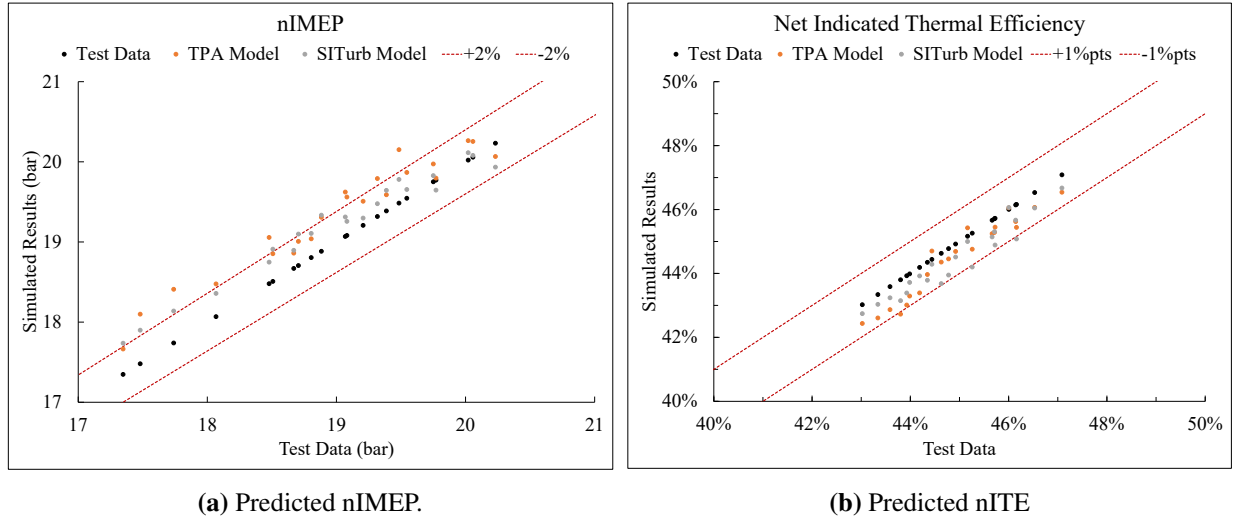 nIMEP
Test Data TPA Model SITurb Model +2% -2%
Simulated Results (bar)
21
20
19
18
17
17 18 19 20 21
Test Data (bar)
(a) Predicted nIMEP.
Net Indicated Thermal Efficiency
Test Data TPA Model SITurb Model +1%pts -1%pts
Simulated Results
50%
48%
46%
44%
42%
40%
40% 42% 44% 46% 48% 50%
Test Data
(b) Predicted nITE